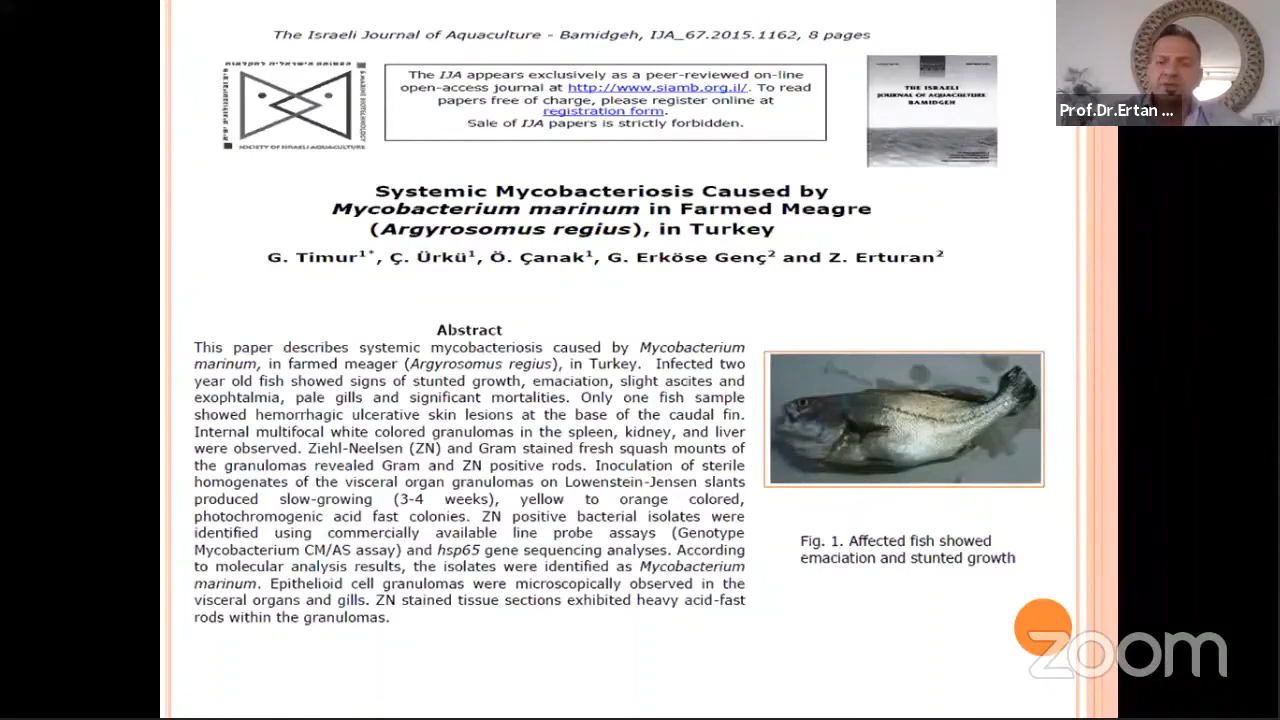 The Israeli Journal of Aquaculture - Bamidgeh, IJA_67.2015.1162, 8 pages
The IJA appears exclusively as a peer-reviewed on-line
open-access journal at http://www.siamb.org.il/. To read
papers free of charge, please register online at
registration form.
Sale of IJA papers is strictly forbidden.
SOCIETY OF ISRAELI AQUACULTURE
THE ISRAELI
JOURNAL OF AQUACULTURE
BAMIDGEH
Prof.Dr.Ertan ...
Systemic Mycobacteriosis Caused by
Mycobacterium marinum in Farmed Meagre
(Argyrosomus regius), in Turkey
G. Timur1*, Ç. Ürkü1, Ö. Çanak1, G. Erköse Genç2 and Z. Erturan2
Abstract
This paper describes systemic mycobacteriosis caused by Mycobacterium
marinum, in farmed meager (Argyrosomus regius), in Turkey. Infected two
year old fish showed signs of stunted growth, emaciation, slight ascites and
exophtalmia, pale gills and significant mortalities. Only one fish sample
showed hemorrhagic ulcerative skin lesions at the base of the caudal fin.
Internal multifocal white colored granulomas in the spleen, kidney, and liver
were observed. Ziehl-Neelsen (ZN) and Gram stained fresh squash mounts of
the granulomas revealed Gram and ZN positive rods. Inoculation of sterile
homogenates of the visceral organ granulomas on Lowenstein-Jensen slants
produced slow-growing (3-4 weeks), yellow to orange colored,
photochromogenic acid fast colonies. ZN positive bacterial isolates were
identified using commercially available line probe assays (Genotype
Mycobacterium CM/AS assay) and hsp65 gene sequencing analyses. According
to molecular analysis results, the isolates were identified as Mycobacterium
marinum. Epithelioid cell granulomas were microscopically observed in the
visceral organs and gills. ZN stained tissue sections exhibited heavy acid-fast
rods within the granulomas.
Fig. 1. Affected fish showed
emaciation and stunted growth
zoom